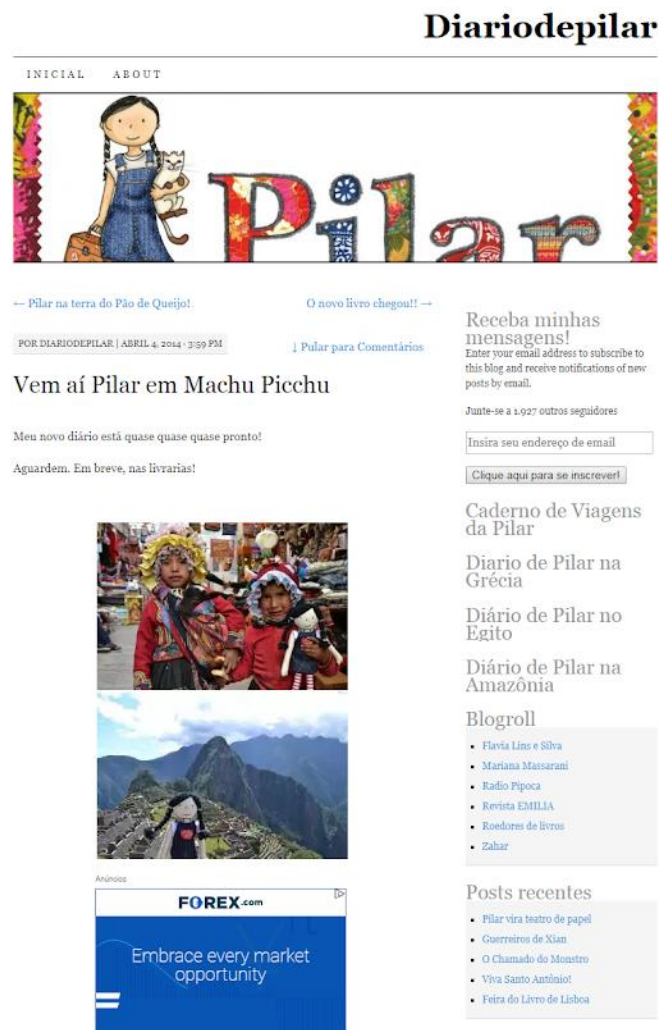 Diariodepilar
INICIAL ABOUT
Pilar
← Pilar na terra do Pão de Queijo!
O novo livro chegou!! →
POR DIARIODEPILAR | ABRIL 4, 2014 · 3:59 PM
↓ Pular para Comentários
Vem aí Pilar em Machu Picchu
Meu novo diário está quase quase quase pronto!
Aguardem. Em breve, nas livrarias!
Anúncios
FOREX.com
Embrace every market
opportunity
Receba minhas
mensagens!
Enter your email address to subscribe to
this blog and receive notifications of new
posts by email.
Junte-se a 1.927 outros seguidores
Insira seu endereço de email
Clique aqui para se inscrever!
Caderno de Viagens
da Pilar
Diario de Pilar na
Grécia
Diário de Pilar no
Egito
Diário de Pilar na
Amazônia
Blogroll
Flavia Lins e Silva
Mariana Massarani
Radio Pipoca
Revista EMILIA
Roedores de livros
Zahar
Posts recentes
Pilar vira teatro de papel
Guerreiros de Xian
O Chamado do Monstro
Viva Santo Antônio!
Feira do Livro de Lisboa